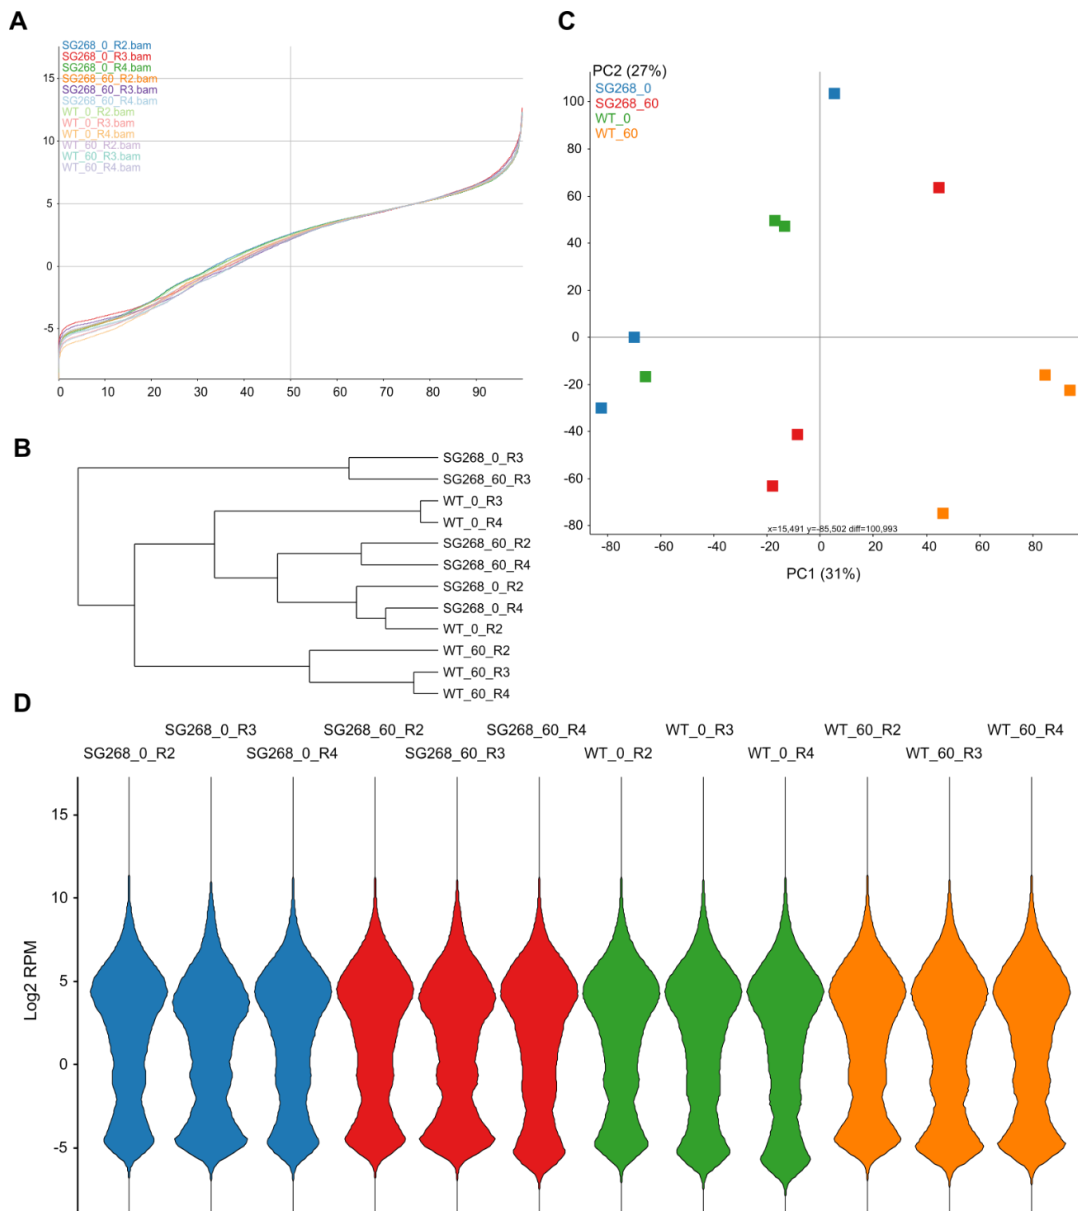 A
SG268_0_R2.bam
SG268_0_R3.bam
SG268_0_R4.bam
SG268_60_R2.bam
SG268_60_R3.bam
SG268_60_R4.bam
WT_0_R2.bam
WT_0_R3.bam
WT_0_R4.bam
WT_60_R2.bam
WT_60_R3.bam
WT_60_R4.bam
15
10
5
0
-5
0 10 20 30 40 50 60 70 80 90
C
PC2 (27%)
SG268_0
SG268_60
WT_0
WT_60
100
80
60
40
20
0
-20
-40
-60
-80
x=15,491 y=-85,502 diff=100,993
-80 -60 -40 -20 0 20 40 60 80
PC1 (31%)
B
SG268_0_R3
SG268_60_R3
WT_0_R3
WT_0_R4
SG268_60_R2
SG268_60_R4
SG268_0_R2
SG268_0_R4
WT_0_R2
WT_60_R2
WT_60_R3
WT_60_R4
D
SG268_0_R3 SG268_60_R2 SG268_60_R4 WT_0_R3 WT_60_R2 WT_60_R4
SG268_0_R2 SG268_0_R4 SG268_60_R3 WT_0_R2 WT_0_R4 WT_60_R3
Log2 RPM
15
10
5
0
-5